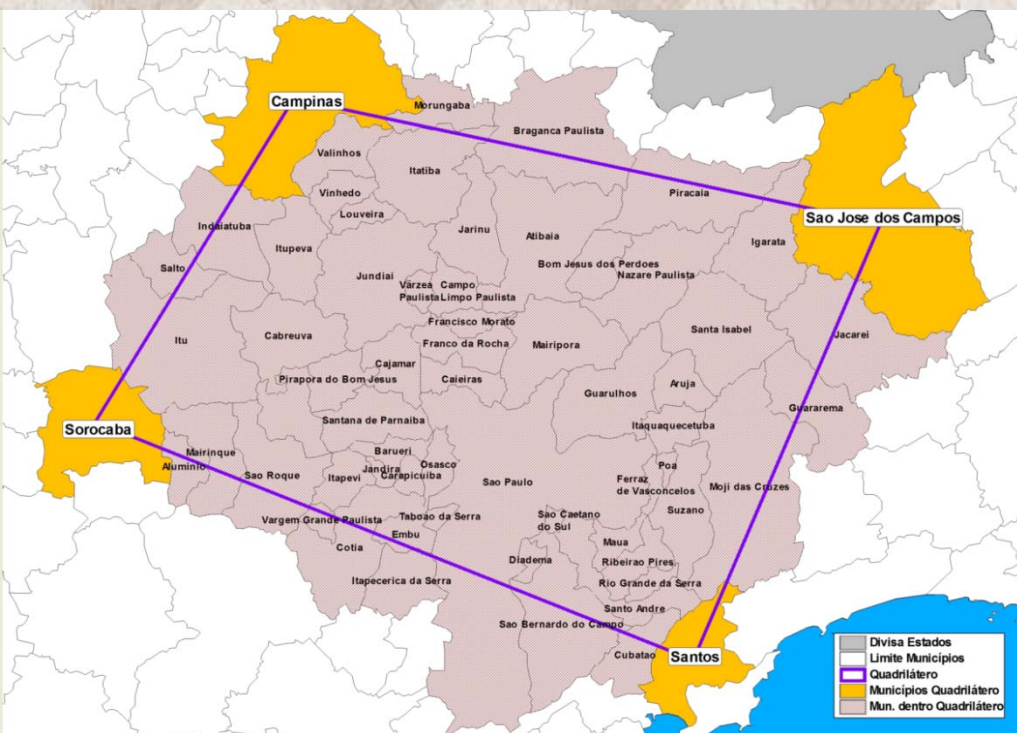 Campinas
Morungaba
Braganca Paulista
Valinhos
Itatiba
Vinhedo
Piracaia
Louveira
Sao Jose dos Campos
Indaiatuba
Jarinu
Atibaia
Itupeva
Igarata
Bom Jesus dos Perdoes
Salto
Jundiai
Nazare Paulista
Várzea
Paulista
Campo
Limpo Paulista
Francisco Morato
Santa Isabel
Itu
Cabreuva
Jacarei
Franco da Rocha
Mairipora
Cajamar
Pirapora do Bom Jesus
Caieiras
Aruja
Guarulhos
Guararema
Santana de Parnaiba
Itaquaquecetuba
Sorocaba
Mairinque
Barueri
Aluminio
Jandira
Osasco
Poa
Sao Roque
Itapevi
Carapicuiba
Sao Paulo
Ferraz
de Vasconcelos
Moji das Cruzes
Suzano
Vargem Grande Paulista
Taboao da Serra
Sao Caetano
do Sul
Embu
Maua
Cotia
Diadema
Ribeirao Pires
Itapecerica da Serra
Rio Grande da Serra
Santo Andre
Sao Bernardo do Campo
Cubatao
Santos
Divisa Estados
Limite Municípios
Quadrilátero
Municípios Quadrilátero
Mun. dentro Quadrilátero